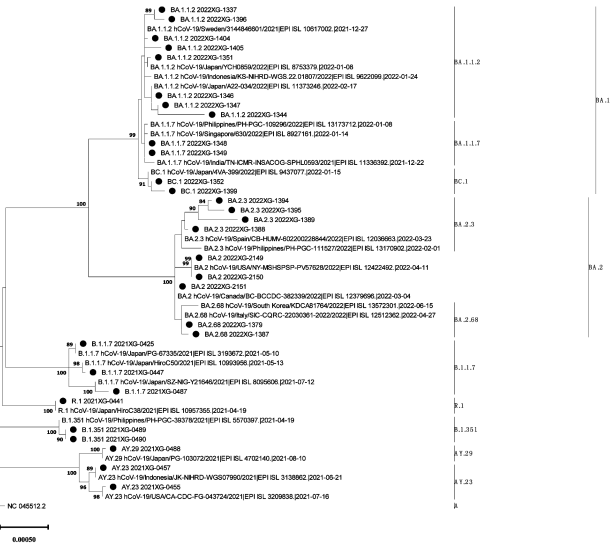 89
BA.1.1.2 2022XG-1337
BA.1.1.2 2022XG-1396
BA.1.1.2 hCoV-19/Sweden/3144846601/2021|EPI ISL 10617002.|2021-12-27
BA.1.1.2 2022XG-1404
BA.1.1.2 2022XG-1405
BA.1.1.2 2022XG-1351
BA.1.1.2 hCoV-19/Japan/YCH0859/2022|EPI ISL 8753379.|2022-01-08
BA.1.1.2 hCoV-19/Indonesia/KS-NIHRD-WGS.22.01807/2022|EPI ISL 9622099.|2022-01-24
BA.1.1.2 hCoV-19/Japan/A22-034/2022|EPI ISL 11373246.|2022-02-17
BA.1.1.2 2022XG-1346
BA.1.1.2 2022XG-1347
BA.1.1.2 2022XG-1344
BA.1.1.2
BA.1
99
BA.1.1.7 hCoV-19/Philippines/PH-PGC-109296/2022|EPI ISL 13173712.|2022-01-08
BA.1.1.7 hCoV-19/Singapore/630/2022|EPI ISL 8927161.|2022-01-14
BA.1.1.7 2022XG-1348
BA.1.1.7 2022XG-1349
BA.1.1.7 hCoV-19/India/TN-ICMR-INSACOG-SPHL0593/2021|EPI ISL 11336392.|2021-12-22
BA.1.1.7
BC.1 hCoV-19/Japan/4VA-399/2022|EPI ISL 9437077.|2022-01-15
91
BC.1 2022XG-1352
BC.1 2022XG-1399
BC.1
100
84
BA.2.3 2022XG-1394
90
BA.2.3 2022XG-1395
BA.2.3 2022XG-1389
BA.2.3 2022XG-1388
BA.2.3 hCoV-19/Spain/CB-HUMV-602200228844/2022|EPI ISL 12036663.|2022-03-23
BA.2.3 hCoV-19/Philippines/PH-PGC-111527/2022|EPI ISL 13170902.|2022-02-01
BA.2.3
99
BA.2 2022XG-2149
99
BA.2 hCoV-19/USA/NY-MSHSPSP-PV57628/2022|EPI ISL 12422492.|2022-04-11
BA.2 2022XG-2150
100
BA.2 2022XG-2151
BA.2 hCoV-19/Canada/BC-BCCDC-382339/2022|EPI ISL 12379696.|2022-03-04
BA.2
BA.2.68 hCoV-19/South Korea/KDCA81764/2022|EPI ISL 13572301.|2022-06-15
BA.2.68 hCoV-19/Italy/SIC-CQRC-22030361-2022/2022|EPI ISL 12512362.|2022-04-27
BA.2.68 2022XG-1379
BA.2.68 2022XG-1387
BA.2.68
100
89
B.1.1.7 2021XG-0425
B.1.1.7 hCoV-19/Japan/PG-67335/2021|EPI ISL 3193672.|2021-05-10
98
B.1.1.7 hCoV-19/Japan/HiroC50/2021|EPI ISL 10993956.|2021-05-13
B.1.1.7 2021XG-0447
100
B.1.1.7 hCoV-19/Japan/SZ-NIG-Y21646/2021|EPI ISL 8095606.|2021-07-12
B.1.1.7 2021XG-0487
B.1.1.7
R.1 2021XG-0441
100
R.1 hCoV-19/Japan/HiroC38/2021|EPI ISL 10957355.|2021-04-19
R.1
B.1.351 hCoV-19/Philippines/PH-PGC-39378/2021|EPI ISL 5570397.|2021-04-19
100
B.1.351 2021XG-0489
90
B.1.351 2021XG-0490
B.1.351
100
AY.29 2021XG-0488
AY.29 hCoV-19/Japan/PG-103072/2021|EPI ISL 4702140.|2021-08-10
AY.29
100
89
AY.23 2021XG-0457
AY.23 hCoV-19/Indonesia/JK-NIHRD-WGS07990/2021|EPI ISL 3138862.|2021-06-21
96
AY.23 2021XG-0455
98
AY.23 hCoV-19/USA/CA-CDC-FG-043724/2021|EPI ISL 3209838.|2021-07-16
AY.23
NC 045512.2
A
0.00050